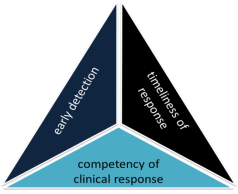 early detection
timeliness of
response
competency of
clinical response